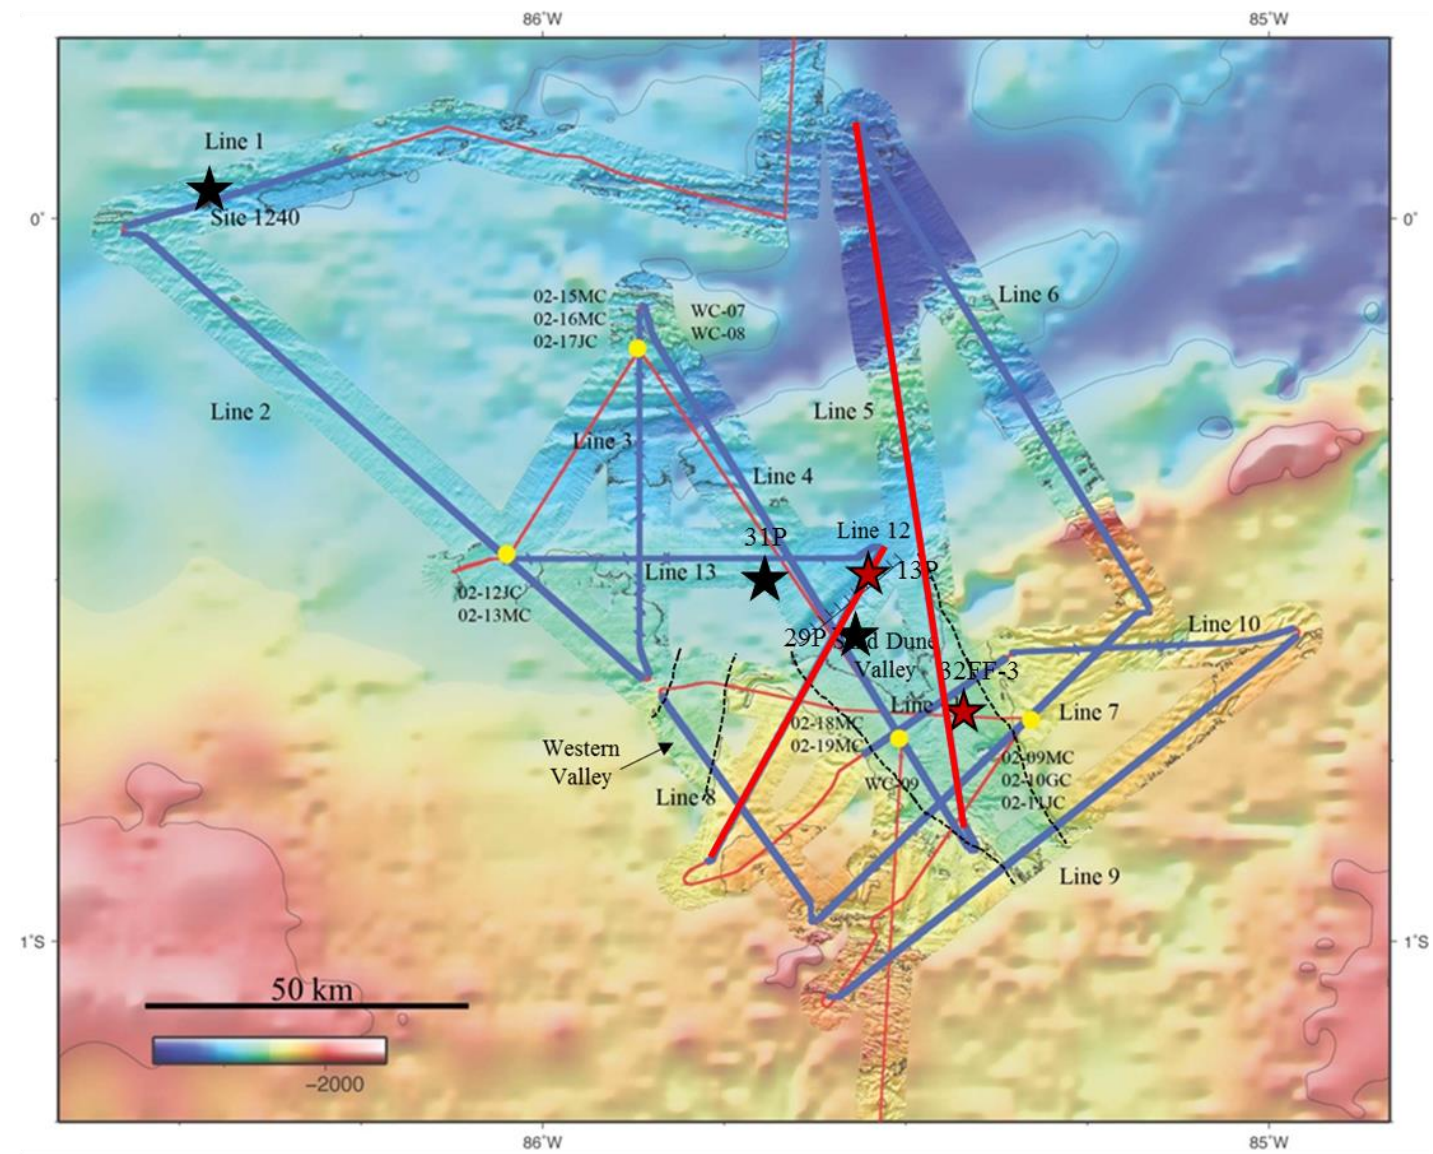 86°W
85°W
Line 1
Site 1240
0°
0°
02-15MC
02-16MC
02-17JC
WC-07
WC-08
Line 6
Line 2
Line 5
Line 3
Line 4
31P
Line 12
Line 13
13P
02-12JC
02-13MC
29P
Dune
Valley
Line 10
32FF-3
Line
Line 7
02-18MC
02-19MC
Western
Valley
WC-09
02-09MC
02-10GC
02-11JC
Line 8
Line 9
1°S
1°S
50 km
−2000
86°W
85°W